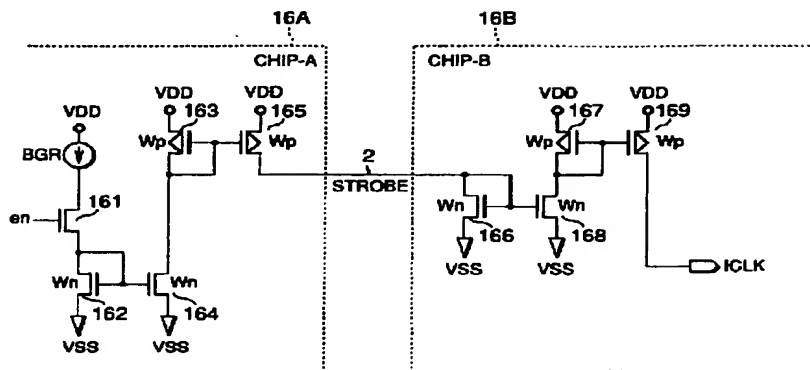 16A 16B
CHIP-A CHIP-B
VDD VDD VDD VDD
163 165 167 169
VDD
Wp Wp Wp Wp
BGR
2
STROBE
161
en
Wn Wn
166 168
VSS VSS
ICLK
Wn Wn
162 164
VSS VSS